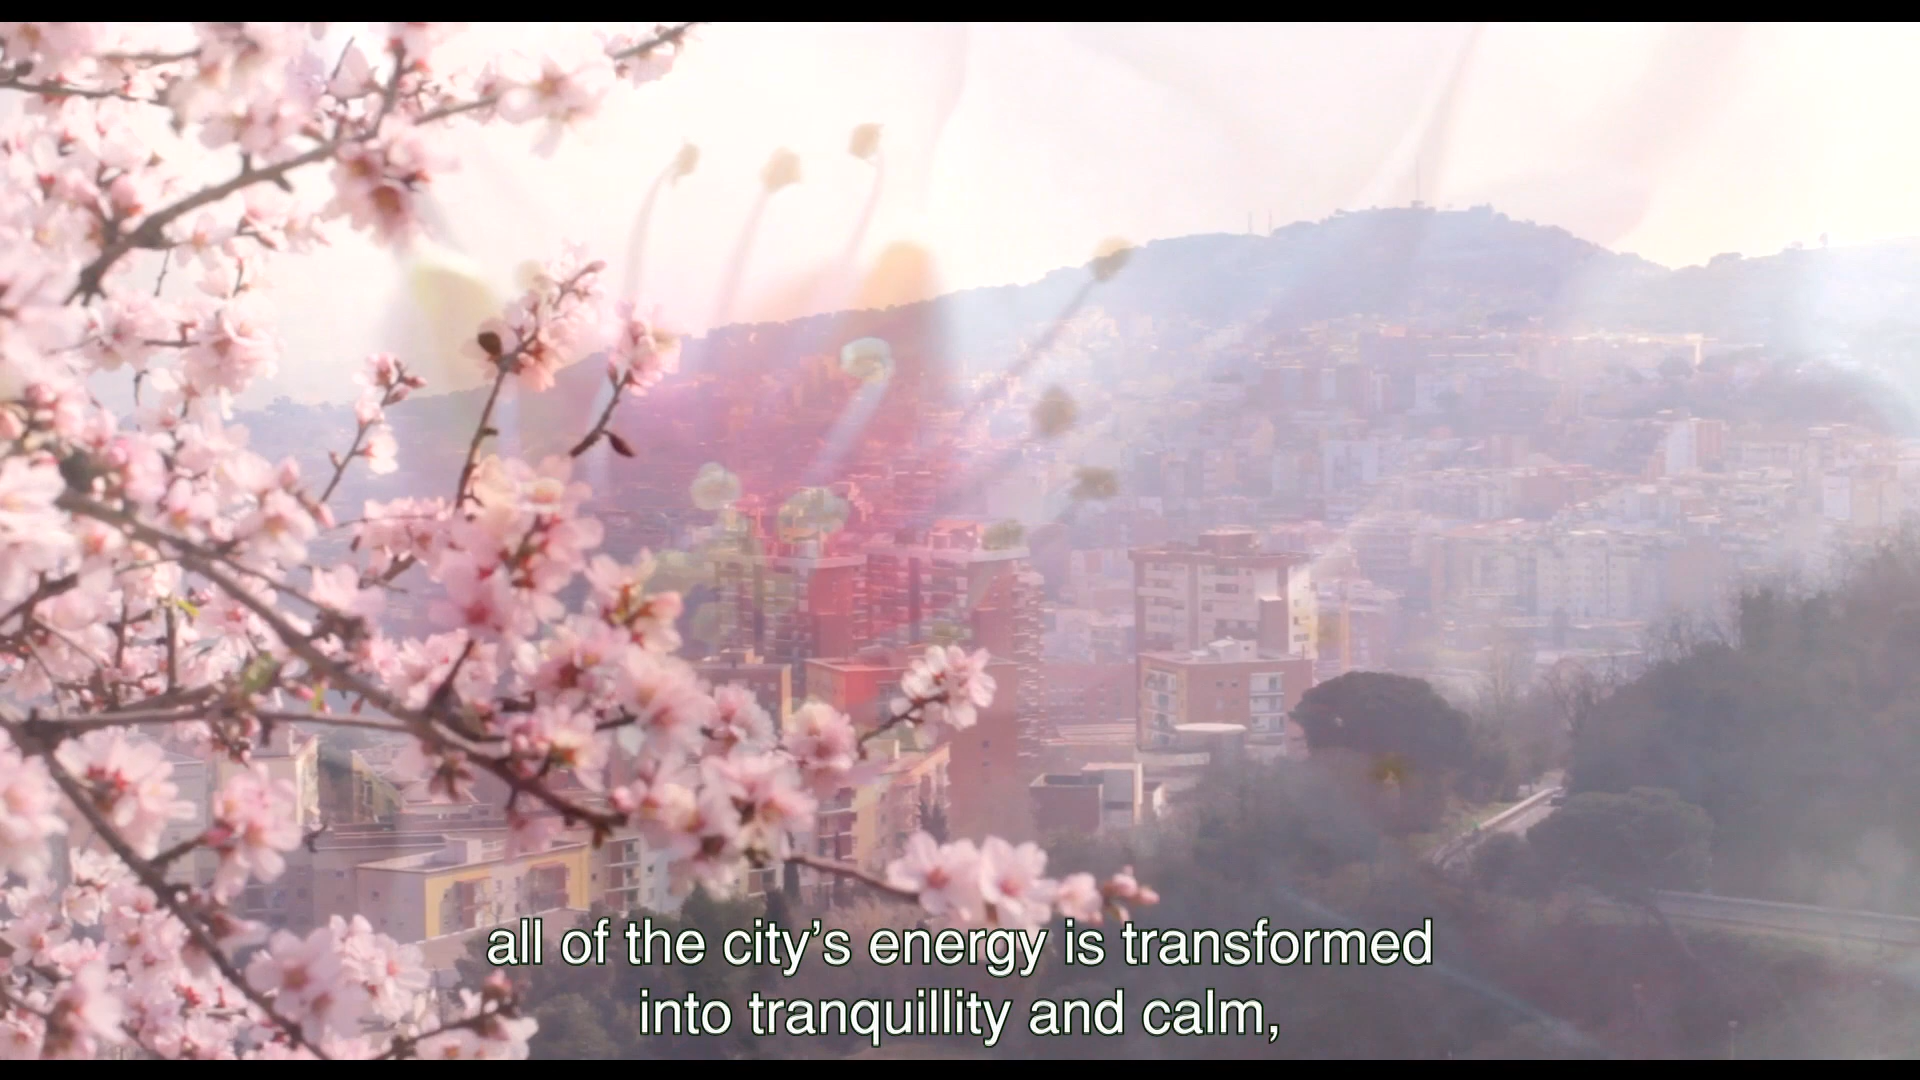 all of the city’s energy is transformed
into tranquillity and calm,